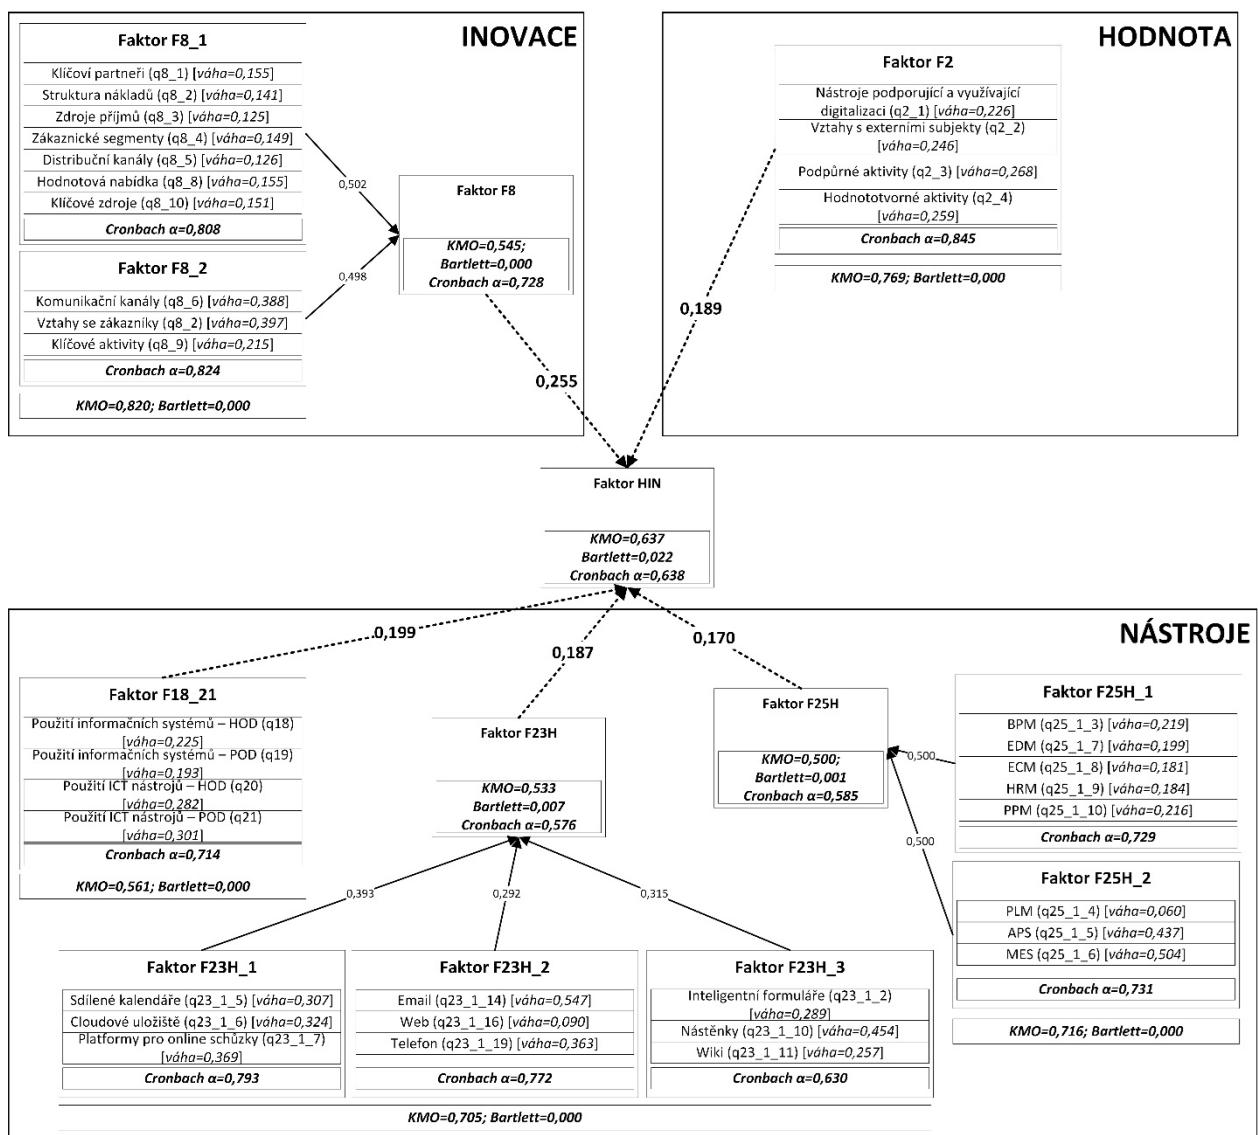 INOVACE
Faktor F8_1
Klíčoví partneři (q8_1) [váha=0,155]
Struktura nákladů (q8_2) [váha=0,141]
Zdroje příjmů (q8_3) [váha=0,125]
Zákaznické segmenty (q8_4) [váha=0,149]
Distribuční kanály (q8_5) [váha=0,126]
Hodnotová nabídka (q8_8) [váha=0,155]
Klíčové zdroje (q8_10) [váha=0,151]
Cronbach α=0,808
Faktor F8_2
Komunikační kanály (q8_6) [váha=0,388]
Vztahy se zákazníky (q8_2) [váha=0,397]
Klíčové aktivity (q8_9) [váha=0,215]
Cronbach α=0,824
KMO=0,820; Bartlett=0,000
0,502
0,498
Faktor F8
KMO=0,545;
Bartlett=0,000
Cronbach α=0,728
0,255
HODNOTA
Faktor F2
Nástroje podporující a využívající
digitalizaci (q2_1) [váha=0,226]
Vztahy s externími subjekty (q2_2)
[váha=0,246]
Podpůrné aktivity (q2_3) [váha=0,268]
Hodnototvorné aktivity (q2_4)
[váha=0,259]
Cronbach α=0,845
KMO=0,769; Bartlett=0,000
0,189
Faktor HIN
KMO=0,637
Bartlett=0,022
Cronbach α=0,638
NÁSTROJE
0,199
0,187
0,170
Faktor F18_21
Použití informačních systémů – HOD (q18)
[váha=0,225]
Použití informačních systémů – POD (q19)
[váha=0,193]
Použití ICT nástrojů – HOD (q20)
[váha=0,282]
Použití ICT nástrojů – POD (q21)
[váha=0,301]
Cronbach α=0,714
KMO=0,561; Bartlett=0,000
Faktor F23H
KMO=0,533
Bartlett=0,007
Cronbach α=0,576
Faktor F25H
KMO=0,500;
Bartlett=0,001
Cronbach α=0,585
0,500
0,500
Faktor F25H_1
BPM (q25_1_3) [váha=0,219]
EDM (q25_1_7) [váha=0,199]
ECM (q25_1_8) [váha=0,181]
HRM (q25_1_9) [váha=0,184]
PPM (q25_1_10) [váha=0,216]
Cronbach α=0,729
Faktor F25H_2
PLM (q25_1_4) [váha=0,060]
APS (q25_1_5) [váha=0,437]
MES (q25_1_6) [váha=0,504]
Cronbach α=0,731
KMO=0,716; Bartlett=0,000
0,393
0,292
0,315
Faktor F23H_1
Sdílené kalendáře (q23_1_5) [váha=0,307]
Cloudové uložiště (q23_1_6) [váha=0,324]
Platformy pro online schůzky (q23_1_7)
[váha=0,369]
Cronbach α=0,793
Faktor F23H_2
Email (q23_1_14) [váha=0,547]
Web (q23_1_16) [váha=0,090]
Telefon (q23_1_19) [váha=0,363]
Cronbach α=0,772
Faktor F23H_3
Inteligentní formuláře (q23_1_2)
[váha=0,289]
Nástěnky (q23_1_10) [váha=0,454]
Wiki (q23_1_11) [váha=0,257]
Cronbach α=0,630
KMO=0,705; Bartlett=0,000